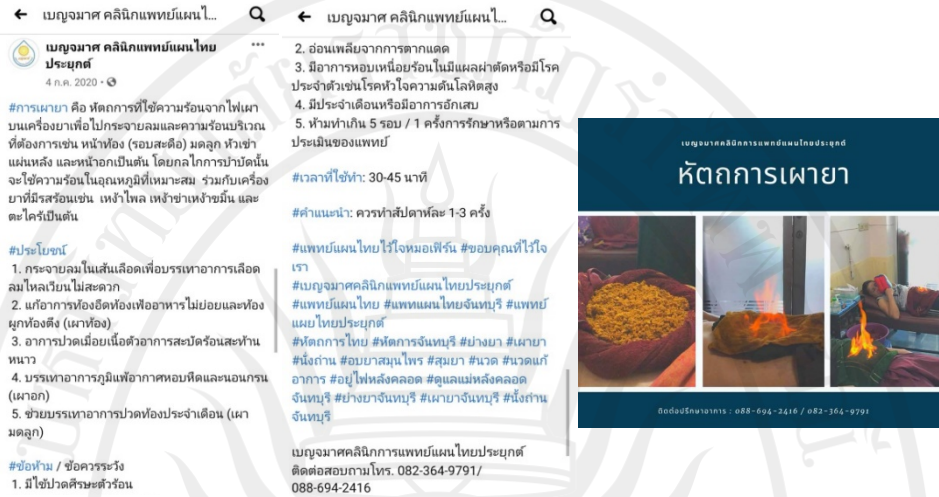 เบญจมาศ คลินิกแพทย์แผนไ...
เบญจมาศ คลินิกแพทย์แผนไทย
ประยุกต์
4 ก.ค. 2020
#การเผายา คือ หัตถการที่ใช้ความร้อนจากไฟเผา
บนเครื่องยาเพื่อไปกระจายลมและความร้อนบริเวณ
ที่ต้องการเช่น หน้าท้อง (รอบสะดือ) มดลูก หัวเข่า
แผ่นหลัง และหน้าอกเป็นต้น โดยกลไกการบำบัดนั้น
จะใช้ความร้อนในอุณหภูมิที่เหมาะสม ร่วมกับเครื่อง
ยาที่มีรสร้อนเช่น เหง้าไพล เหง้าข่าเหง้าขมิ้น และ
ตะไคร้เป็นต้น
#ประโยชน์
1. กระจายลมในเส้นเลือดเพื่อบรรเทาอาการเลือด
ลมไหลเวียนไม่สะดวก
2. แก้อาการท้องอืดท้องเฟ้ออาหารไม่ย่อยและท้อง
ผูกท้องตึง (เผาท้อง)
3. อาการปวดเมื่อยเนื้อตัวอาการสะบัดร้อนสะท้าน
หนาว
4. บรรเทาอาการภูมิแพ้อากาศหอบหืดและนอนกรน
(เผาอก)
5. ช่วยบรรเทาอาการปวดท้องประจำเดือน (เผา
มดลูก)
#ข้อห้าม / ข้อควรระวัง
1. มีไข้ปวดศีรษะตัวร้อน
เบญจมาศ คลินิกแพทย์แผนไ...
2. อ่อนเพลียจากการตากแดด
3. มีอาการหอบเหนื่อยร้อนในมีแผลผ่าตัดหรือมีโรค
ประจำตัวเช่นโรคหัวใจความดันโลหิตสูง
4. มีประจำเดือนหรือมีอาการอักเสบ
5. ห้ามทำเกิน 5 รอบ / 1 ครั้งการรักษาหรือตามการ
ประเมินของแพทย์
#เวลาที่ใช้ทำ: 30-45 นาที
#คำแนะนำ: ควรทำสัปดาห์ละ 1-3 ครั้ง
#แพทย์แผนไทยไว้ใจหมอเฟิร์น #ขอบคุณที่ไว้ใจ
เรา
#เบญจมาศคลินิกการแพทย์แผนไทยประยุกต์
#แพทย์แผนไทย #แพทแผนไทยจันทบุรี #แพทย์
แผยไทยประยุกต์
#หัตถการไทย #หัตการจันทบุรี #ย่างยา #เผายา
#นั่งถ่าน #อบยาสมุนไพร #สุมยา #นวด #นวดแก้
อาการ #อยู่ไฟหลังคลอด #ดูแลแม่หลังคลอด
จันทบุรี #ย่างยาจันทบุรี #เผายาจันทบุรี #นั้งถ่าน
จันทบุรี
เบญจมาศคลินิกการแพทย์แผนไทยประยุกต์
ติดต่อสอบถามโทร. 082-364-9791/
088-694-2416
เบญจมาศคลินิกการแพทย์แผนไทยประยุกต์
หัตถการเผายา
ติดต่อปรึกษาอาการ : 088-694-2416 / 082-364-9791